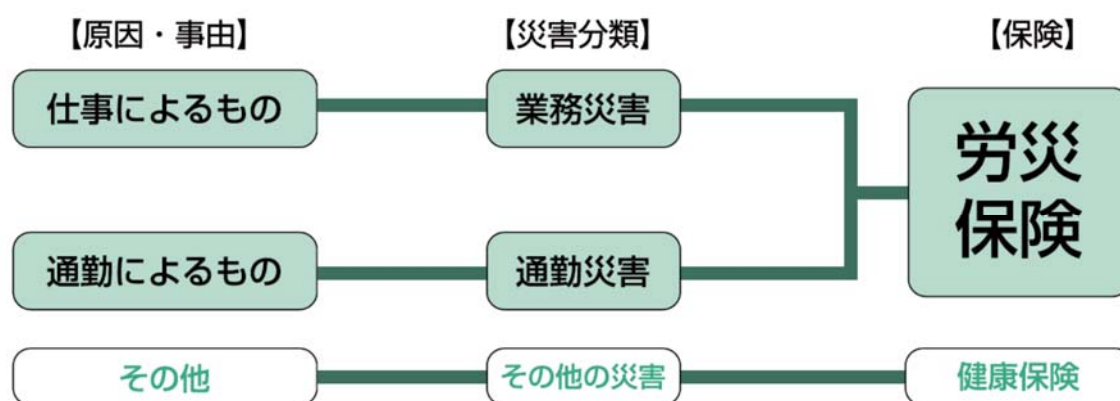 【原因・事由】
【災害分類】
【保険】
仕事によるもの
業務災害
労災
保険
通勤によるもの
通勤災害
その他
その他の災害
健康保険